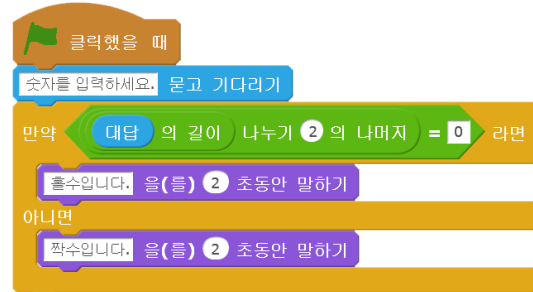 클릭했을 때
숫자를 입력하세요. 묻고 기다리기
만약 대답 의 길이 나누기 2 의 나머지 = 0 라면
홀수입니다. 을(를) 2 초동안 말하기
아니면
짝수입니다. 을(를) 2 초동안 말하기